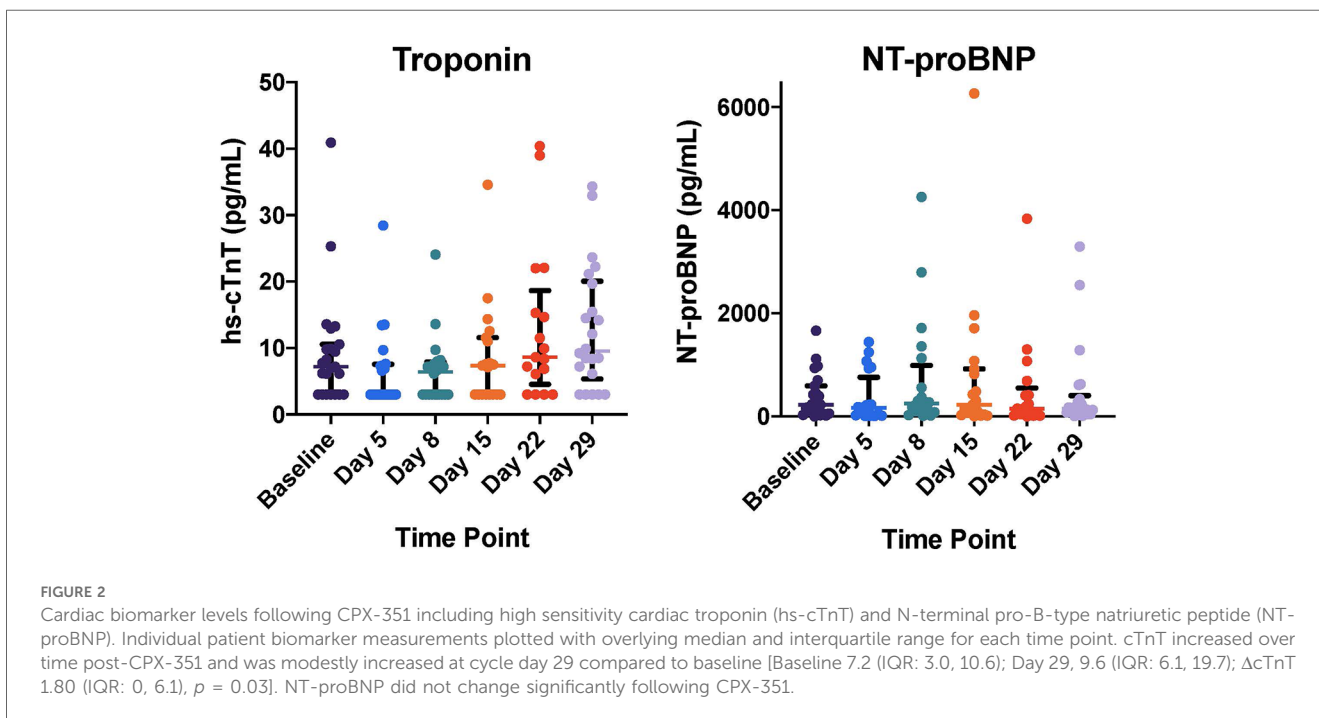 Troponin
50
40
30
20
10
0
hs-cTnT (pg/mL)
Baseline
Day 5
Day 8
Day 15
Day 22
Day 29
Time Point
NT-proBNP
6000
4000
2000
0
NT-proBNP (pg/mL)
Baseline
Day 5
Day 8
Day 15
Day 22
Day 29
Time Point
FIGURE 2
Cardiac biomarker levels following CPX-351 including high sensitivity cardiac troponin (hs-cTnT) and N-terminal pro-B-type natriuretic peptide (NT-
proBNP). Individual patient biomarker measurements plotted with overlying median and interquartile range for each time point. cTnT increased over
time post-CPX-351 and was modestly increased at cycle day 29 compared to baseline [Baseline 7.2 (IQR: 3.0, 10.6); Day 29, 9.6 (IQR: 6.1, 19.7); ΔcTnT
1.80 (IQR: 0, 6.1), p = 0.03]. NT-proBNP did not change significantly following CPX-351.